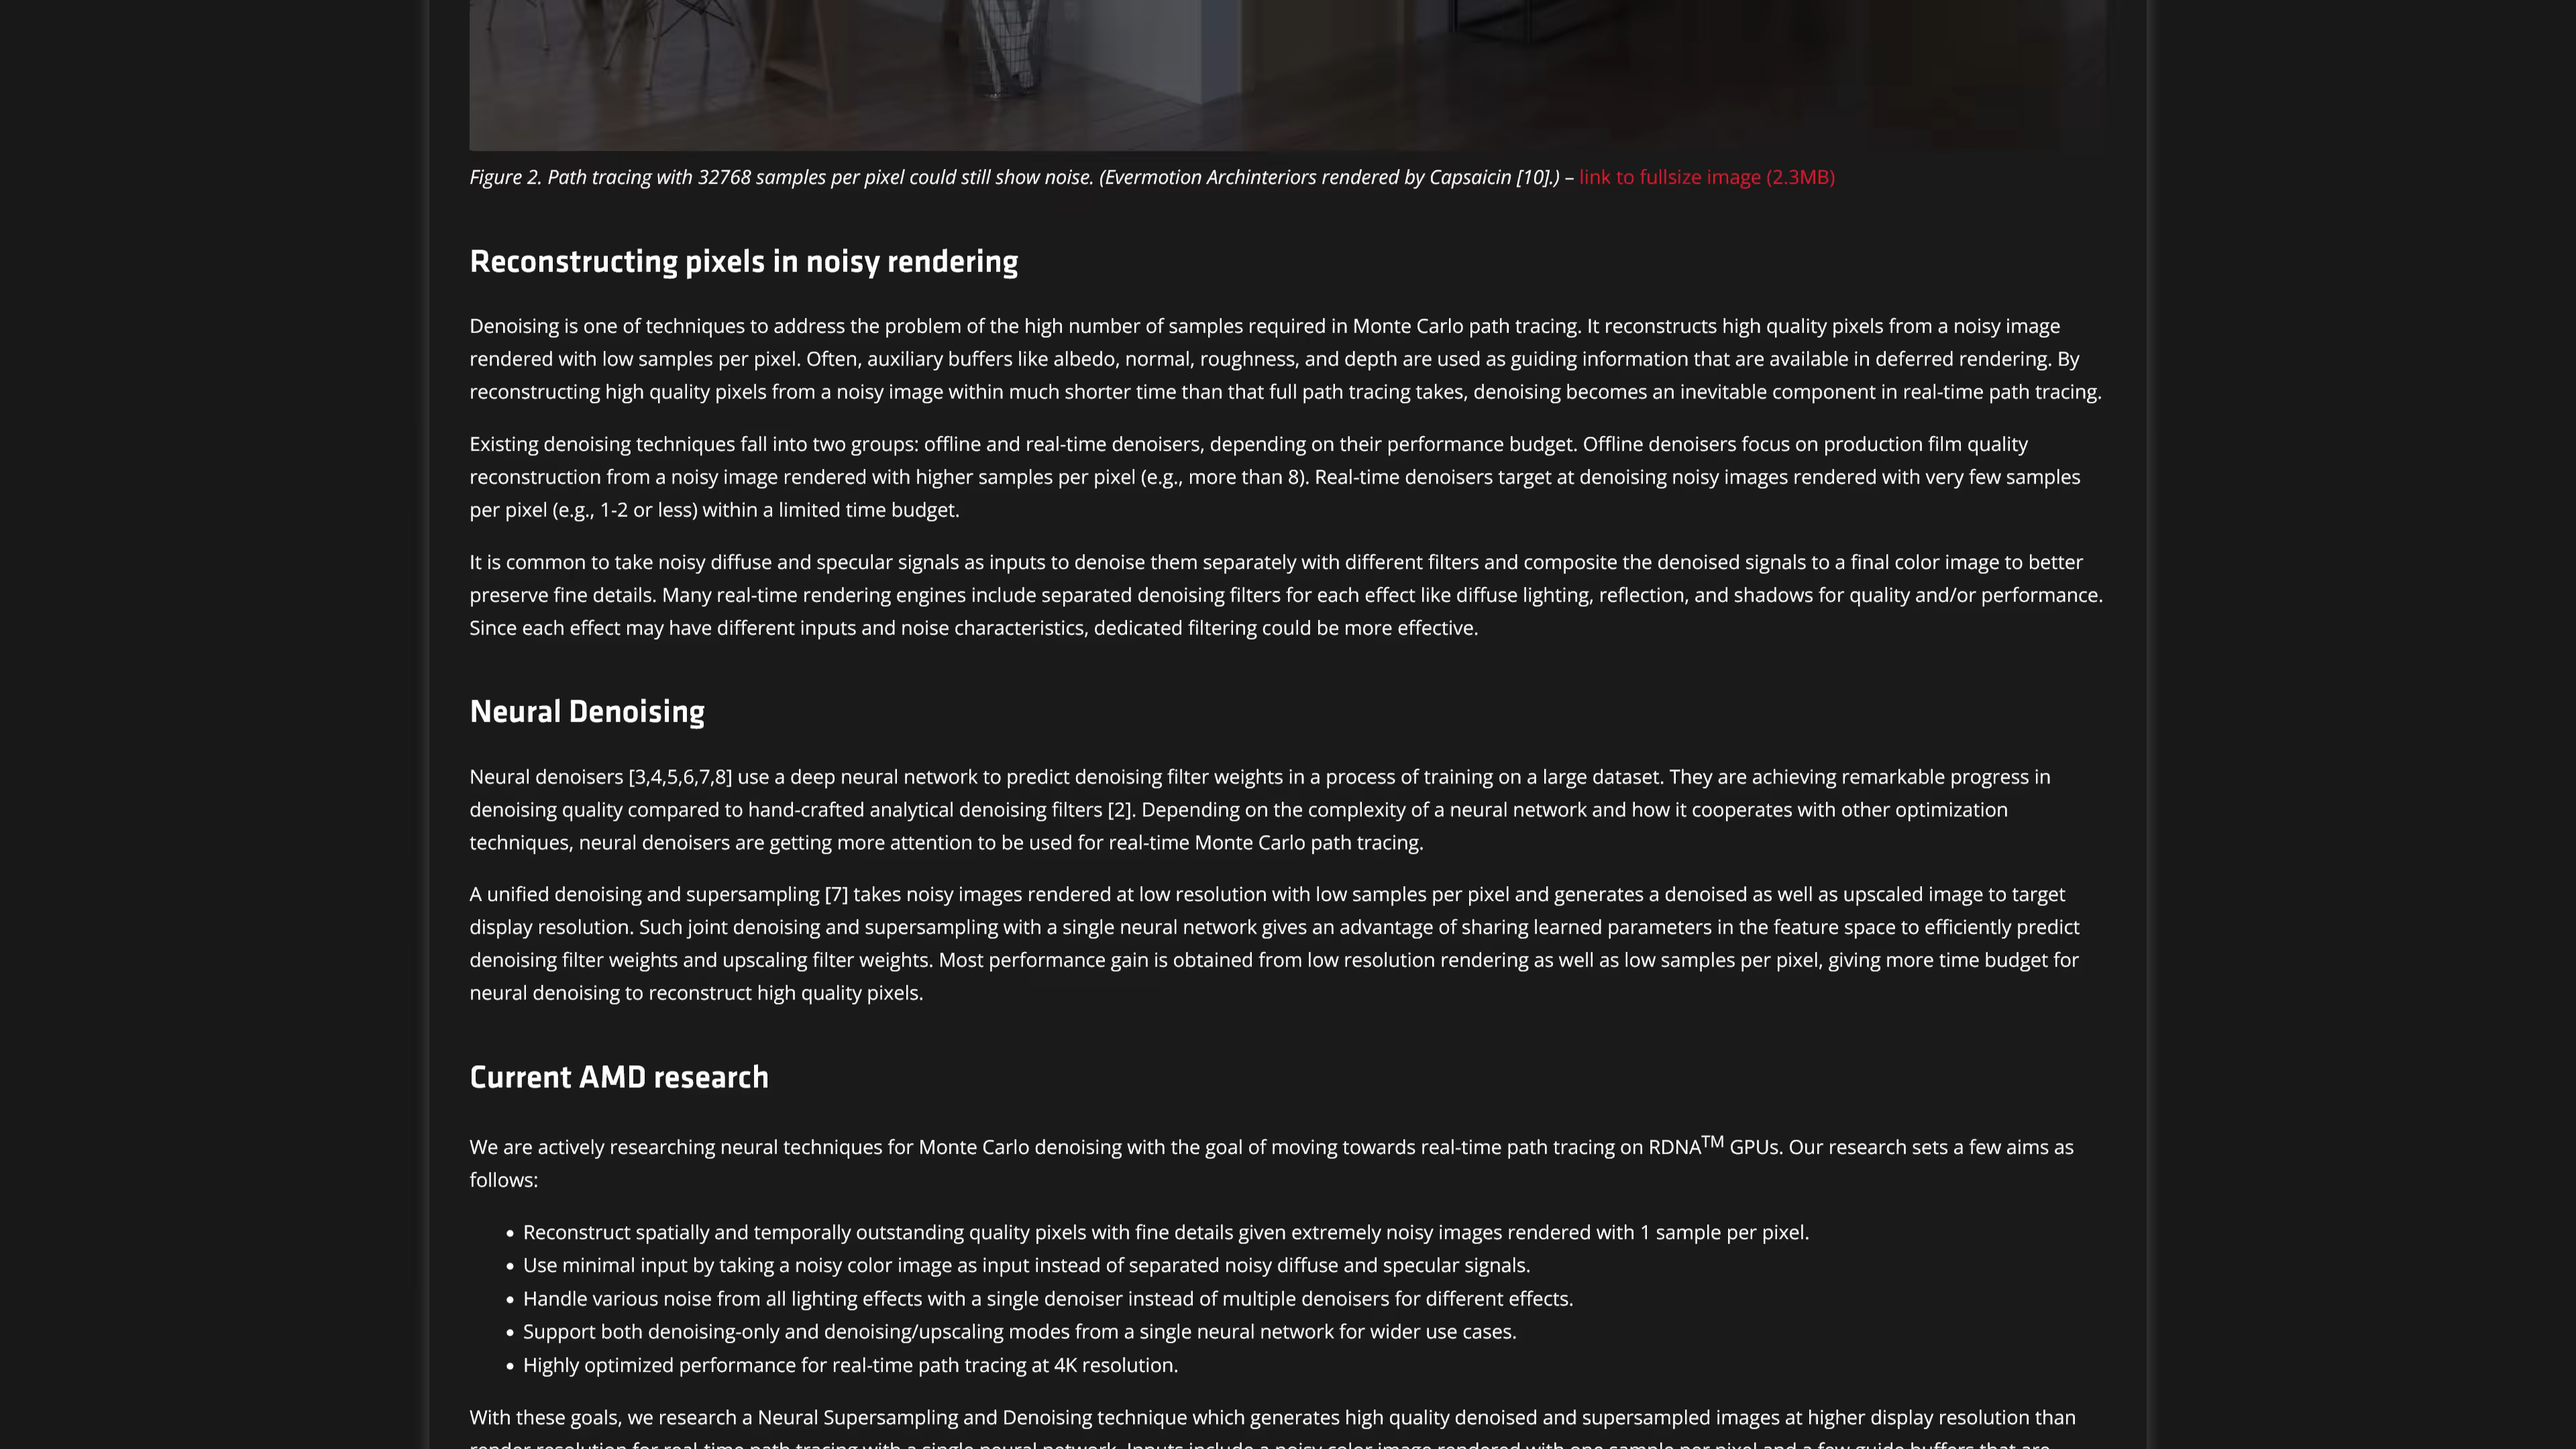 Figure 2. Path tracing with 32768 samples per pixel could still show noise. (Evermotion Archinteriors rendered by Capsaicin [10].) – link to fullsize image (2.3MB)
Reconstructing pixels in noisy rendering
Denoising is one of techniques to address the problem of the high number of samples required in Monte Carlo path tracing. It reconstructs high quality pixels from a noisy image
rendered with low samples per pixel. Often, auxiliary buffers like albedo, normal, roughness, and depth are used as guiding information that are available in deferred rendering. By
reconstructing high quality pixels from a noisy image within much shorter time than that full path tracing takes, denoising becomes an inevitable component in real-time path tracing.
Existing denoising techniques fall into two groups: offline and real-time denoisers, depending on their performance budget. Offline denoisers focus on production film quality
reconstruction from a noisy image rendered with higher samples per pixel (e.g., more than 8). Real-time denoisers target at denoising noisy images rendered with very few samples
per pixel (e.g., 1-2 or less) within a limited time budget.
It is common to take noisy diffuse and specular signals as inputs to denoise them separately with different filters and composite the denoised signals to a final color image to better
preserve fine details. Many real-time rendering engines include separated denoising filters for each effect like diffuse lighting, reflection, and shadows for quality and/or performance.
Since each effect may have different inputs and noise characteristics, dedicated filtering could be more effective.
Neural Denoising
Neural denoisers [3,4,5,6,7,8] use a deep neural network to predict denoising filter weights in a process of training on a large dataset. They are achieving remarkable progress in
denoising quality compared to hand-crafted analytical denoising filters [2]. Depending on the complexity of a neural network and how it cooperates with other optimization
techniques, neural denoisers are getting more attention to be used for real-time Monte Carlo path tracing.
A unified denoising and supersampling [7] takes noisy images rendered at low resolution with low samples per pixel and generates a denoised as well as upscaled image to target
display resolution. Such joint denoising and supersampling with a single neural network gives an advantage of sharing learned parameters in the feature space to efficiently predict
denoising filter weights and upscaling filter weights. Most performance gain is obtained from low resolution rendering as well as low samples per pixel, giving more time budget for
neural denoising to reconstruct high quality pixels.
Current AMD research
We are actively researching neural techniques for Monte Carlo denoising with the goal of moving towards real-time path tracing on RDNA™ GPUs. Our research sets a few aims as
follows:
• Reconstruct spatially and temporally outstanding quality pixels with fine details given extremely noisy images rendered with 1 sample per pixel.
• Use minimal input by taking a noisy color image as input instead of separated noisy diffuse and specular signals.
• Handle various noise from all lighting effects with a single denoiser instead of multiple denoisers for different effects.
• Support both denoising-only and denoising/upscaling modes from a single neural network for wider use cases.
• Highly optimized performance for real-time path tracing at 4K resolution.
With these goals, we research a Neural Supersampling and Denoising technique which generates high quality denoised and supersampled images at higher display resolution than
render resolution for real-time path tracing with a single neural network. Inputs include a noisy color image rendered with one sample per pixel and a few guide buffers that are